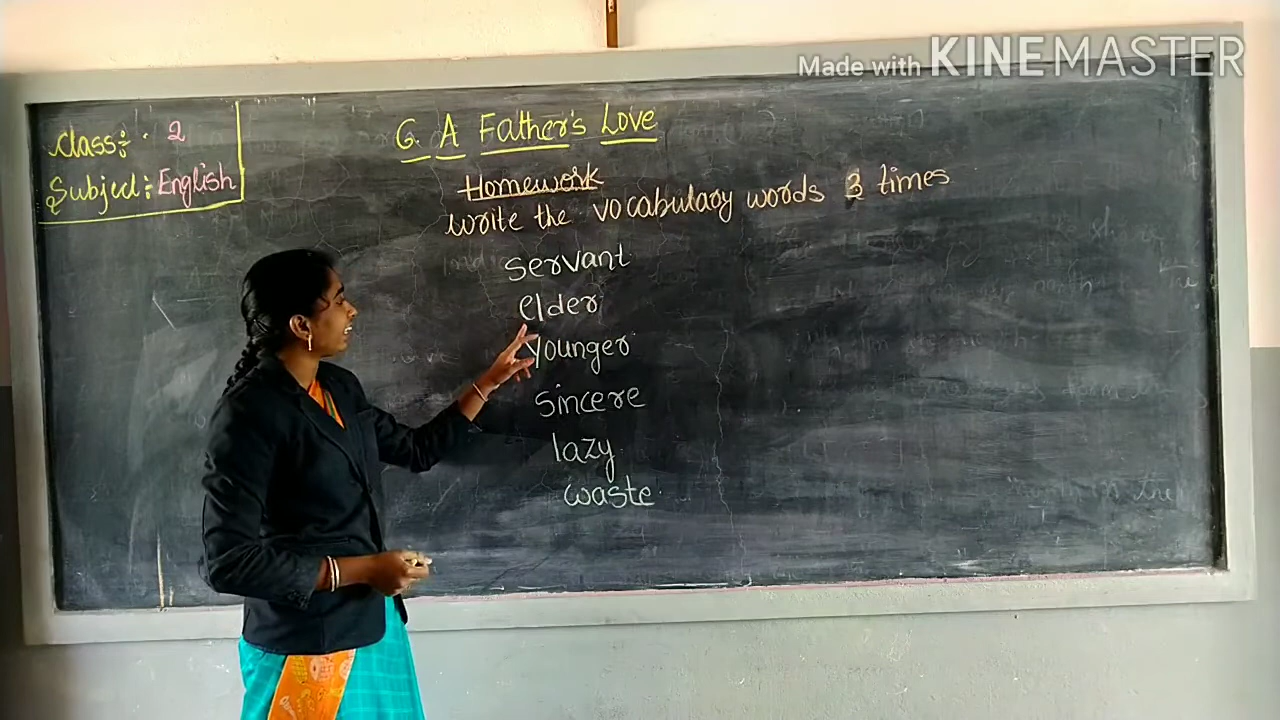 Made with KINEMASTER
Class: 2
Subject: English
6. A Father's Love
Homework
Write the vocabulary words 3 times
servant
elder
younger
sincere
lazy
waste